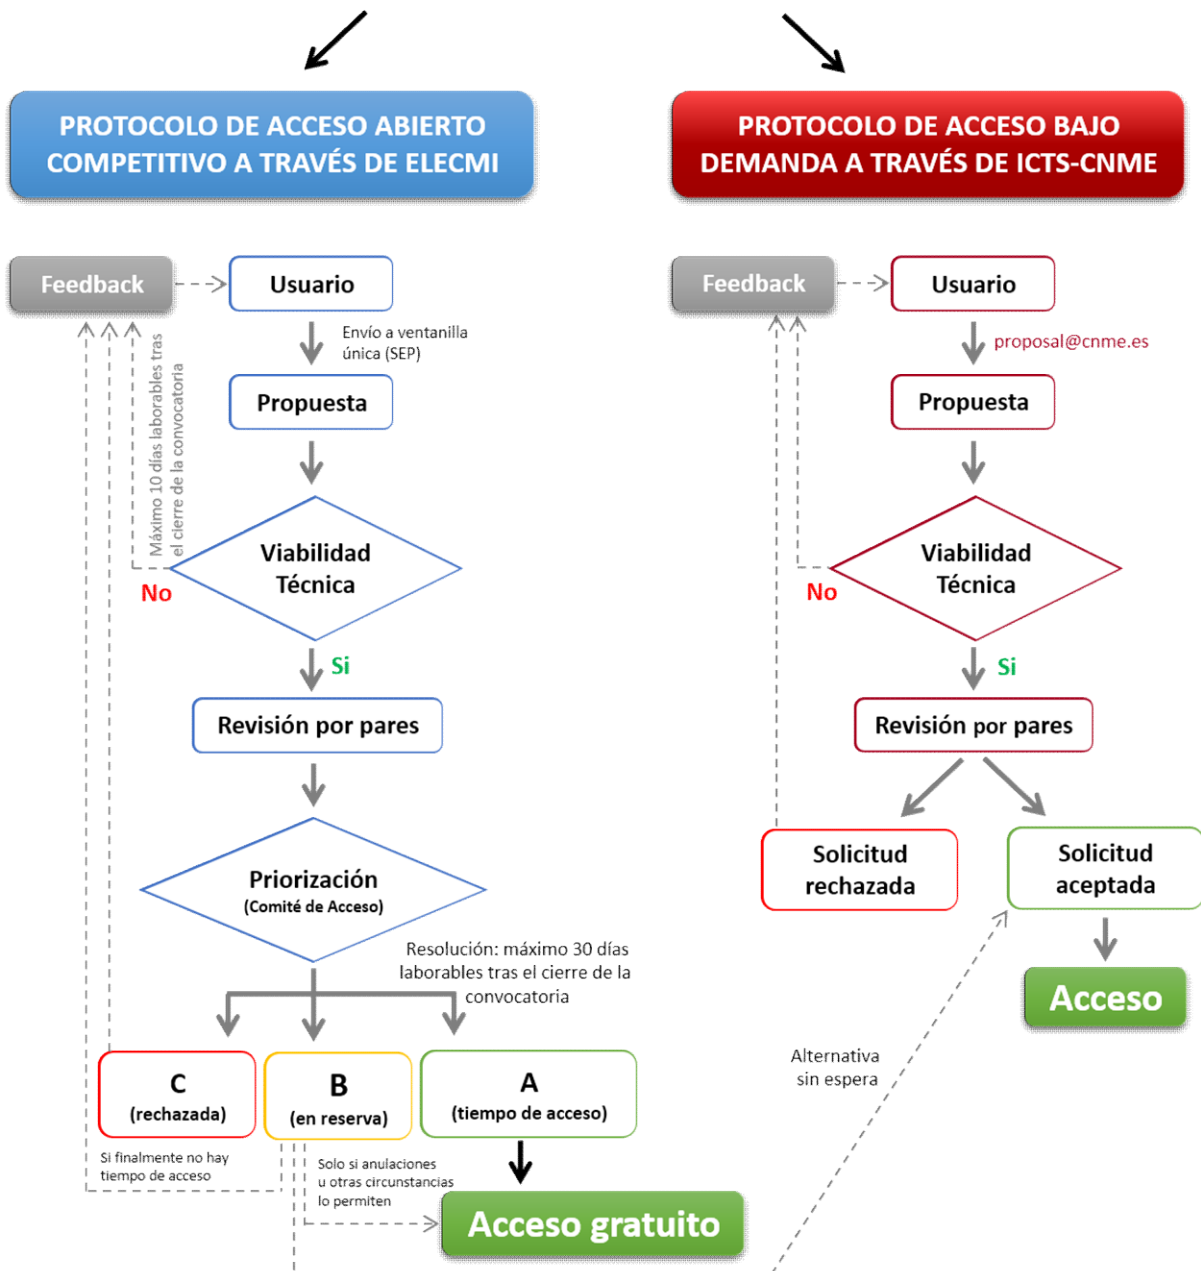 PROTOCOLO DE ACCESO ABIERTO
COMPETITIVO A TRAVÉS DE ELECMI
PROTOCOLO DE ACCESO BAJO
DEMANDA A TRAVÉS DE ICTS-CNME
Feedback
Usuario
Envío a ventanilla
única (SEP)
Propuesta
Máximo 10 días laborables tras
el cierre de la convocatoria
Viabilidad
Técnica
No
Si
Revisión por pares
Priorización
(Comité de Acceso)
Resolución: máximo 30 días
laborables tras el cierre de la
convocatoria
C
(rechazada)
B
(en reserva)
A
(tiempo de acceso)
Si finalmente no hay
tiempo de acceso
Solo si anulaciones
u otras circunstancias
lo permiten
Acceso gratuito
Feedback
Usuario
proposal@cnme.es
Propuesta
Viabilidad
Técnica
No
Si
Revisión por pares
Solicitud
rechazada
Solicitud
aceptada
Acceso
Alternativa
sin espera